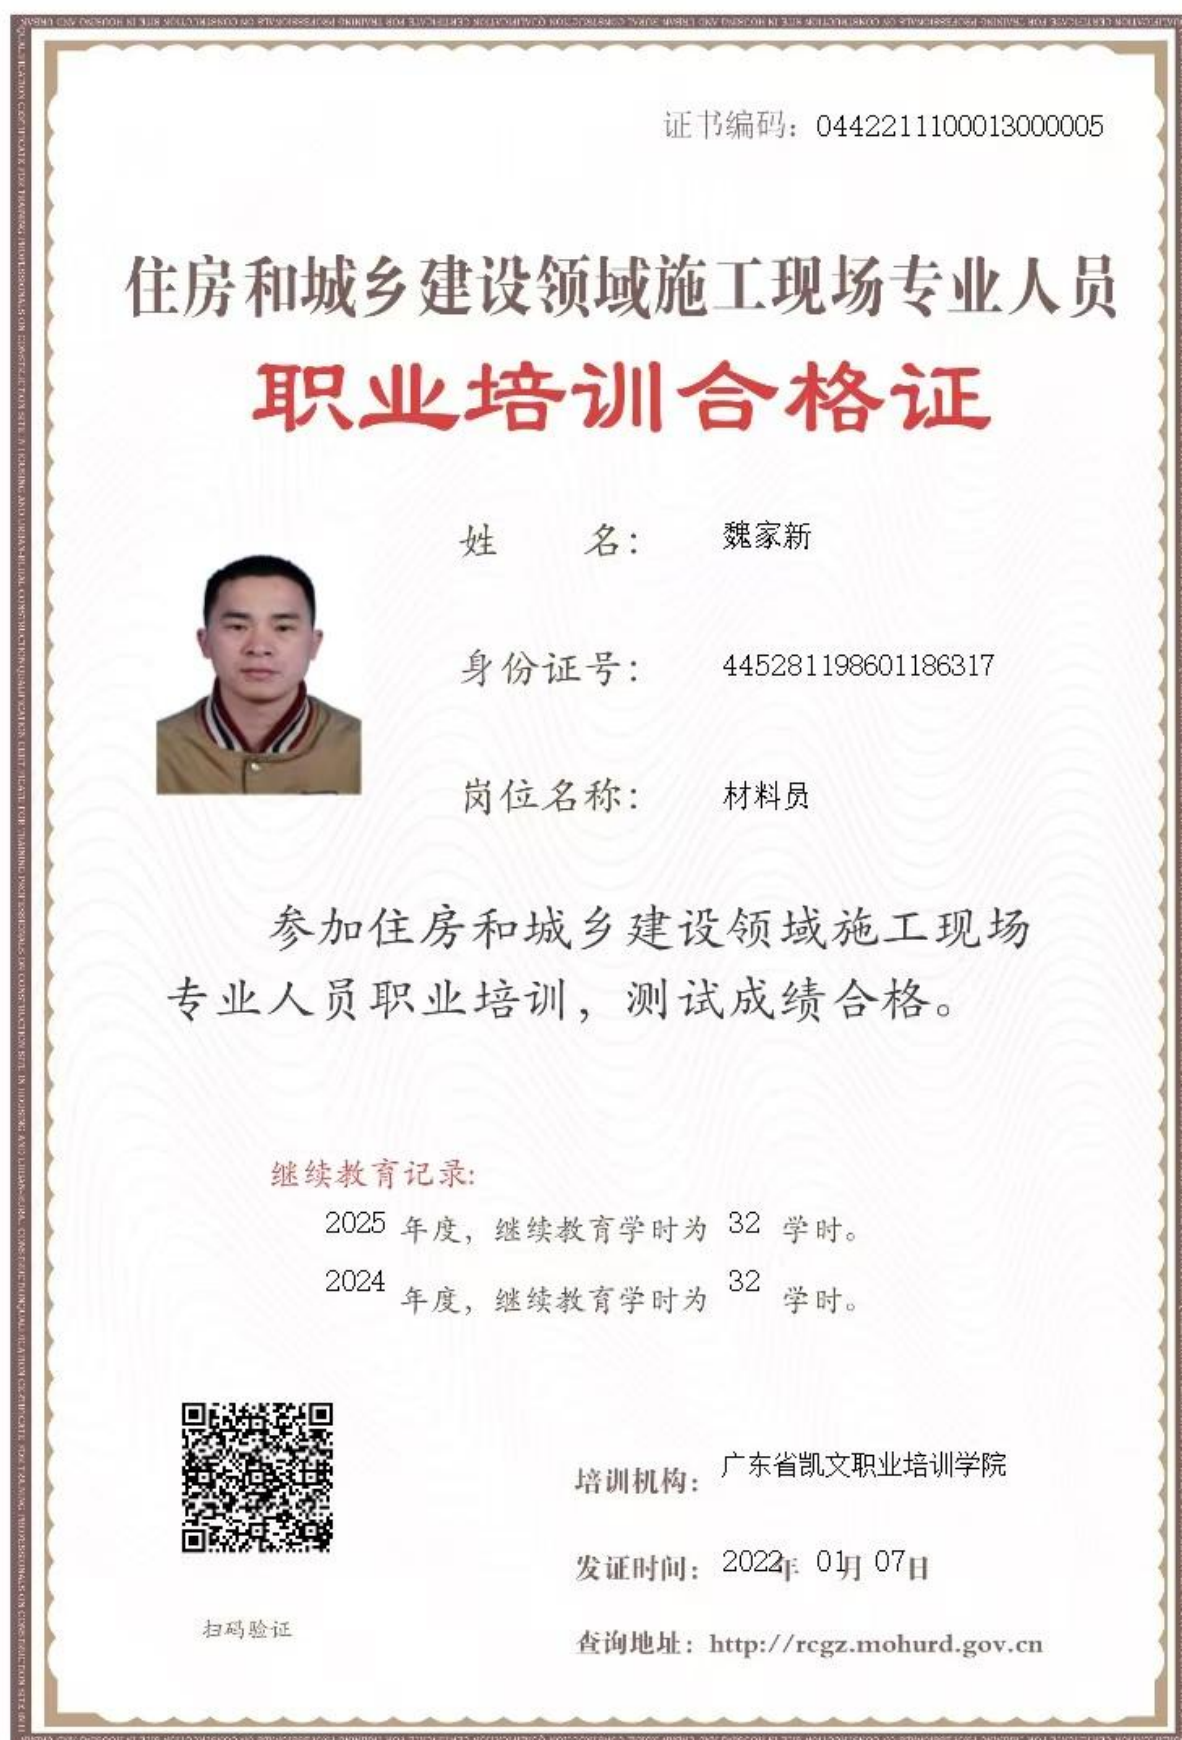 证书编码：0442211100013000005
住房和城乡建设领域施工现场专业人员
职业培训合格证
姓 名：魏家新
身份证号：445281198601186317
岗位名称：材料员
参加住房和城乡建设领域施工现场
专业人员职业培训，测试成绩合格。
继续教育记录:
2025 年度，继续教育学时为 32 学时。
2024 年度，继续教育学时为 32 学时。
培训机构：广东省凯文职业培训学院
发证时间：2022年 01月 07日
扫码验证
查询地址：http://rcgz.mohurd.gov.cn